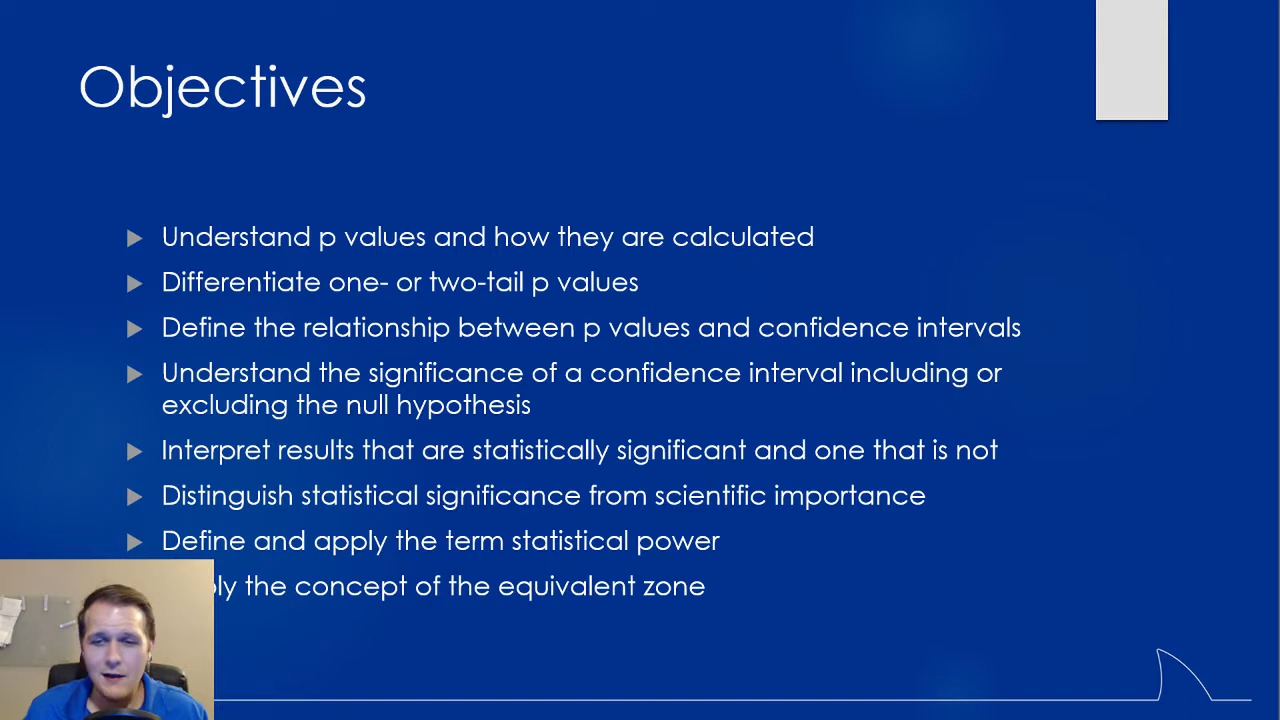 Objectives
Understand p values and how they are calculated
Differentiate one- or two-tail p values
Define the relationship between p values and confidence intervals
Understand the significance of a confidence interval including or
excluding the null hypothesis
Interpret results that are statistically significant and one that is not
Distinguish statistical significance from scientific importance
Define and apply the term statistical power
the concept of the equivalent zone